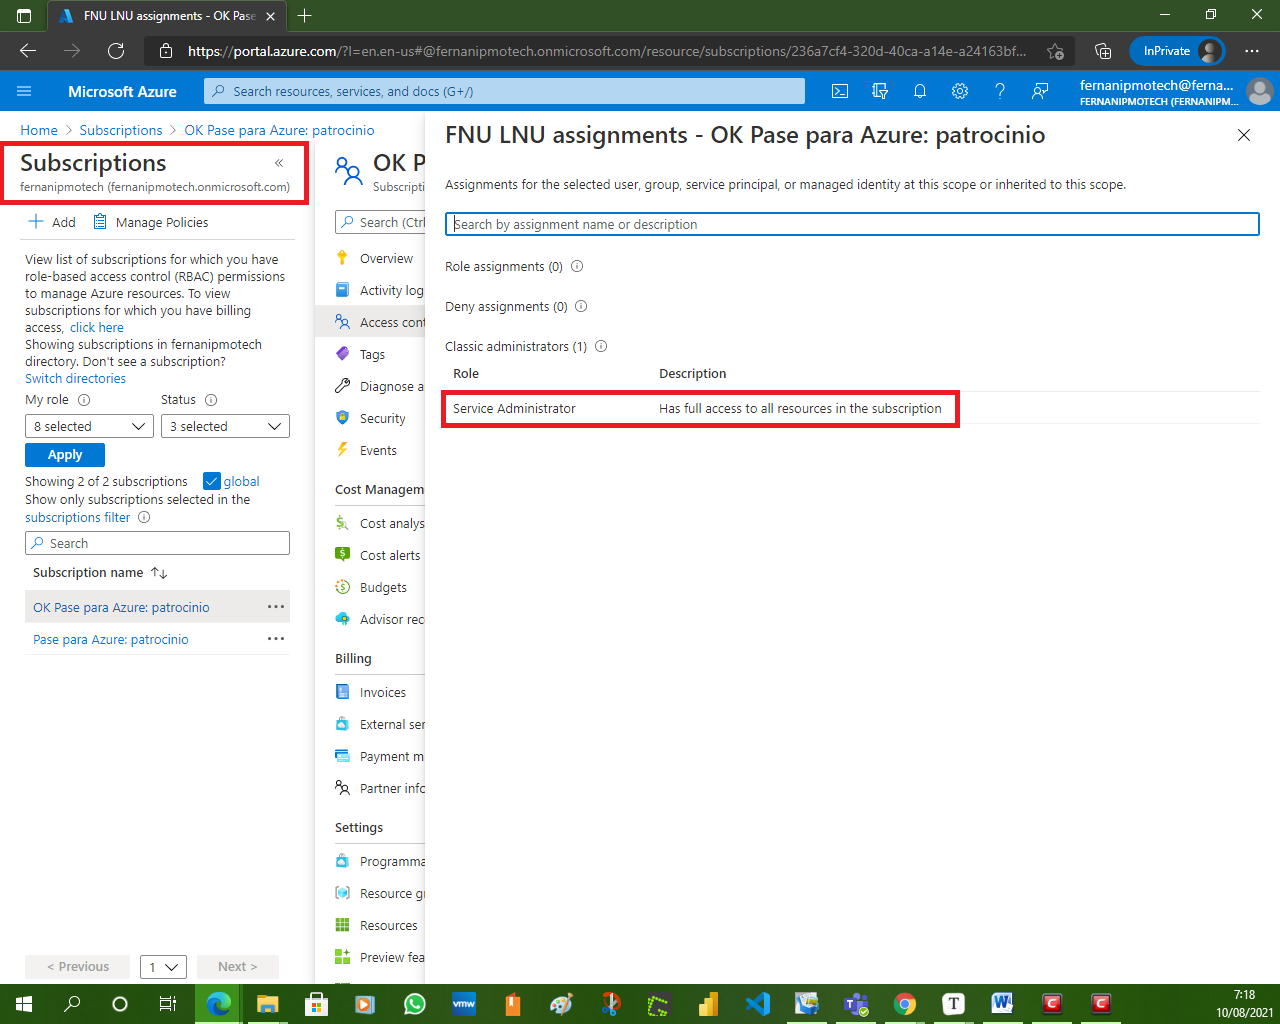 FNU LNU assignments - OK Pase
https://portal.azure.com/?l=en.en-us#@fernanipmotech.onmicrosoft.com/resource/subscriptions/236a7cf4-320d-40ca-a14e-a24163bf...
InPrivate
Microsoft Azure
Search resources, services, and docs (G+/)
fernanipmotech@ferna...
FERNANIPMOTECH (FERNANIPM...
Home > Subscriptions > OK Pase para Azure: patrocinio
Subscriptions
fernanipmotech (fernanipmotech.onmicrosoft.com)
Add
Manage Policies
View list of subscriptions for which you have
role-based access control (RBAC) permissions
to manage Azure resources. To view
subscriptions for which you have billing
access, click here
Showing subscriptions in fernanipmotech
directory. Don't see a subscription?
Switch directories
My role
Status
8 selected
3 selected
Apply
Showing 2 of 2 subscriptions
global
Show only subscriptions selected in the
subscriptions filter
Search
Subscription name
OK Pase para Azure: patrocinio
Pase para Azure: patrocinio
< Previous
1
Next >
OK P
Subscripti
Search (Ctrl
Overview
Activity log
Access cont
Tags
Diagnose a
Security
Events
Cost Managem
Cost analys
Cost alerts
Budgets
Advisor rec
Billing
Invoices
External ser
Payment m
Partner info
Settings
Programma
Resource gr
Resources
Preview fea
FNU LNU assignments - OK Pase para Azure: patrocinio
Assignments for the selected user, group, service principal, or managed identity at this scope or inherited to this scope.
Search by assignment name or description
Role assignments (0)
Deny assignments (0)
Classic administrators (1)
Role
Description
Service Administrator
Has full access to all resources in the subscription
vmw
7:18
10/08/2021